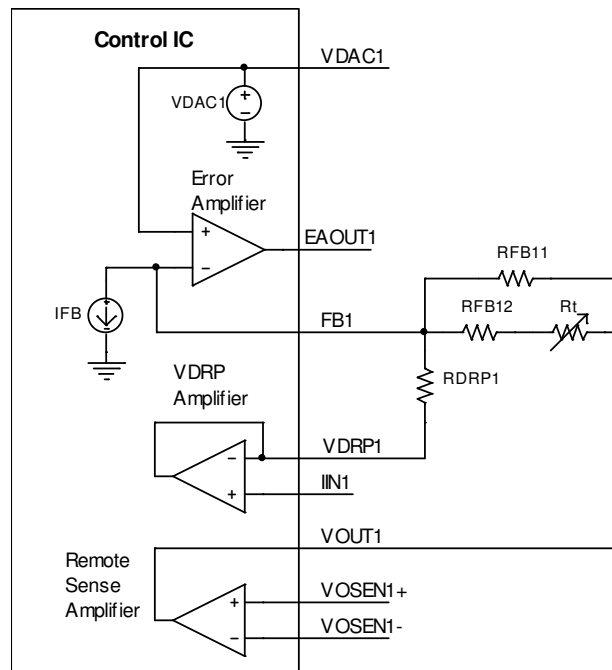 Control IC
VDAC1
VDAC1
+
−
Error
Amplifier
+
−
EAOUT1
RFB11
IFB
+
−
FB1
RFB12
Rt
RDRP1
VDRP
Amplifier
−
+
VDRP1
IIN1
VOUT1
Remote
Sense
Amplifier
+
−
VOSEN1+
VOSEN1-